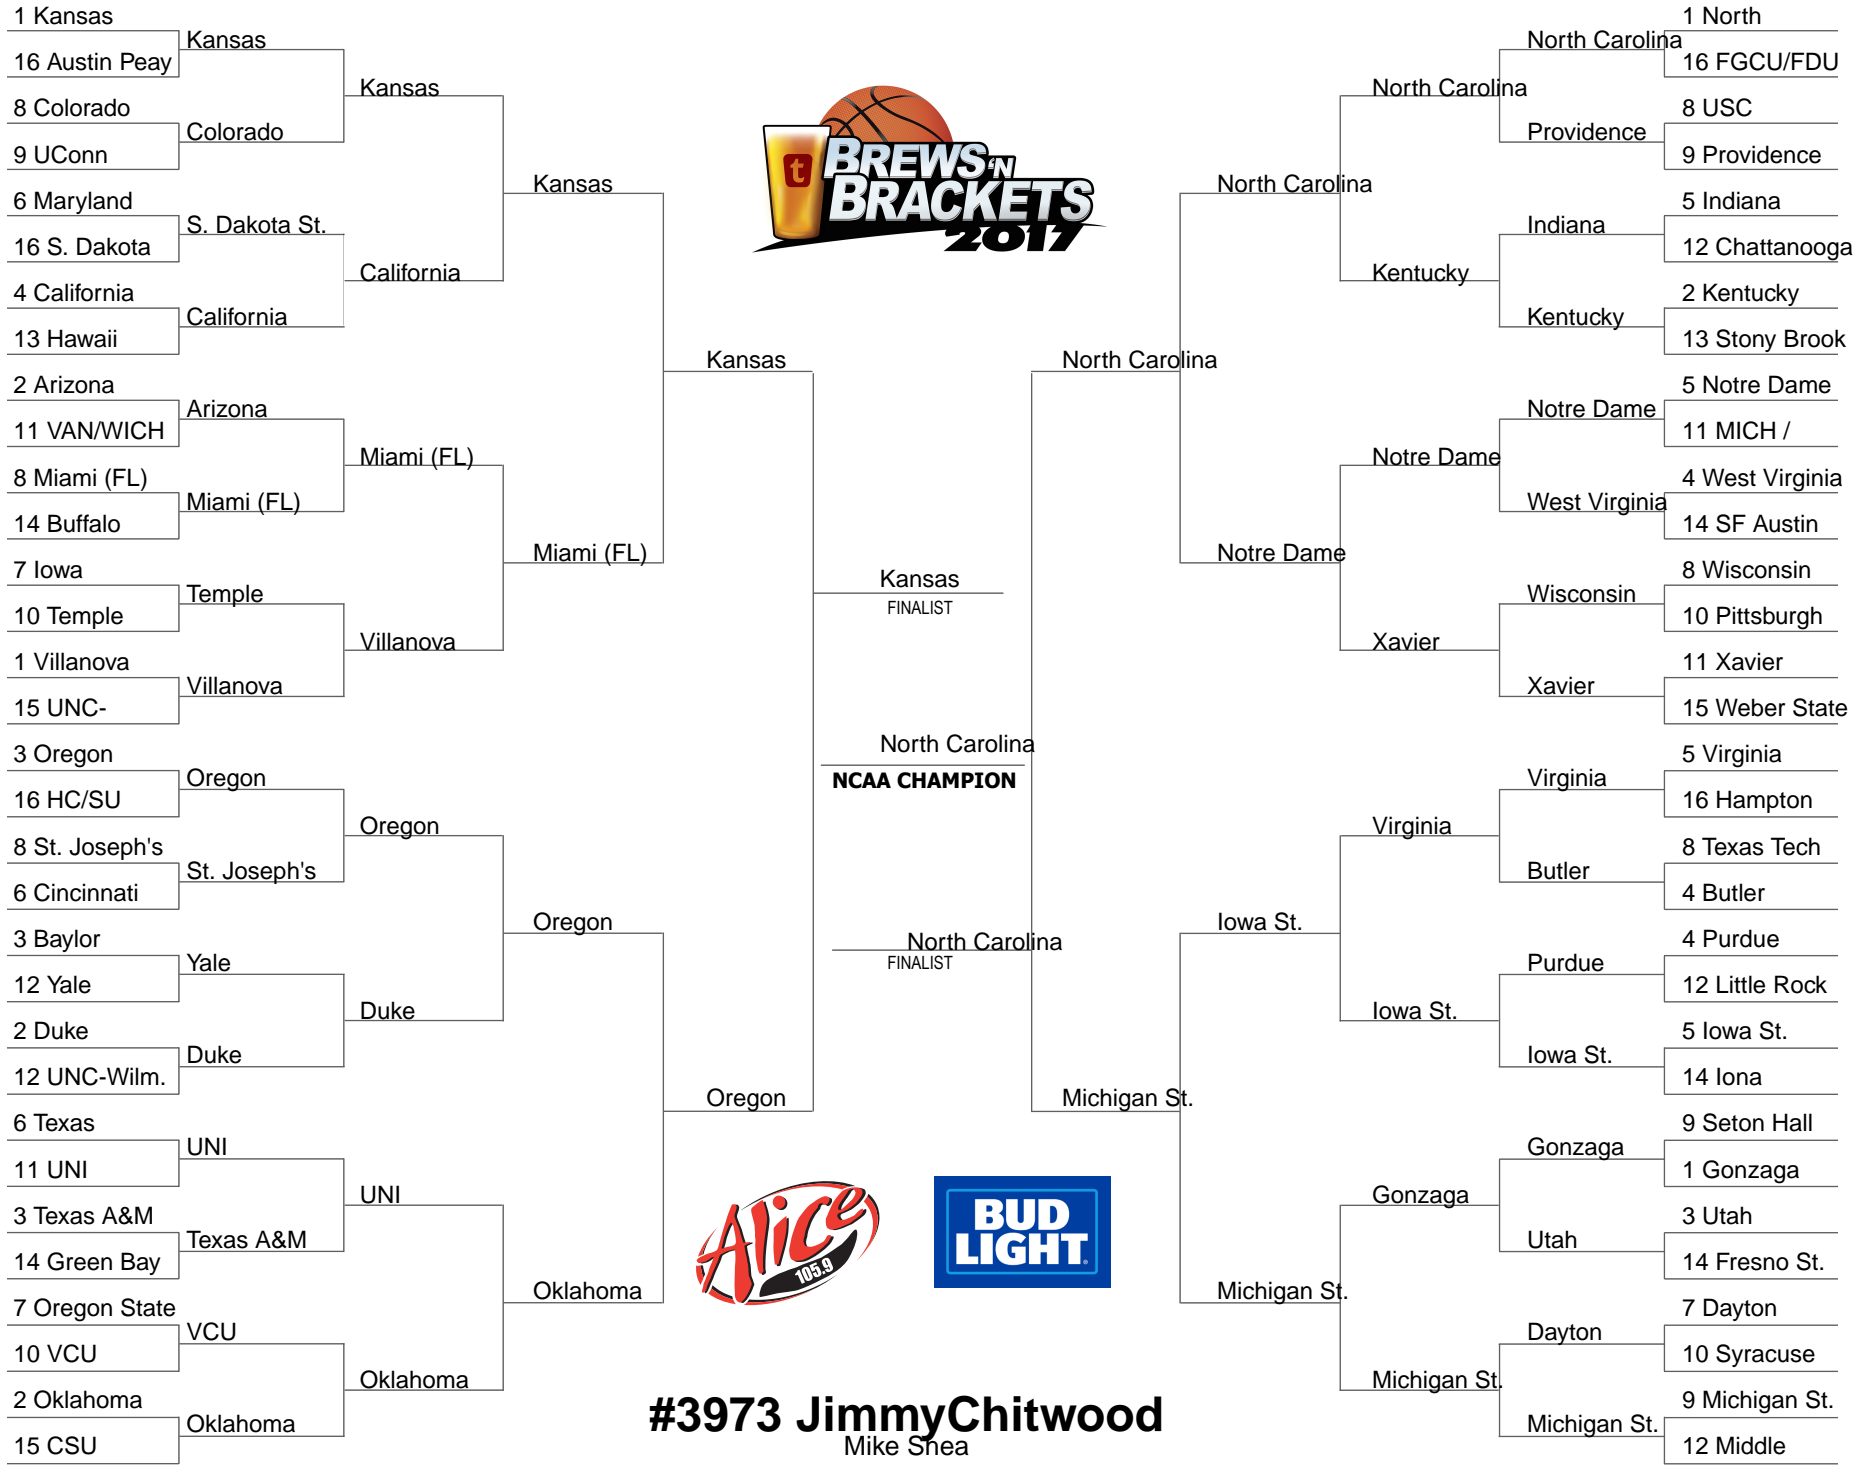 1 Kansas
16 Austin Peay
8 Colorado
9 UConn
6 Maryland
16 S. Dakota
4 California
13 Hawaii
2 Arizona
11 VAN/WICH
8 Miami (FL)
14 Buffalo
7 Iowa
10 Temple
1 Villanova
15 UNC-
3 Oregon
16 HC/SU
8 St. Joseph's
6 Cincinnati
3 Baylor
12 Yale
2 Duke
12 UNC-Wilm.
6 Texas
11 UNI
3 Texas A&M
14 Green Bay
7 Oregon State
10 VCU
2 Oklahoma
15 CSU
Kansas
Colorado
S. Dakota St.
California
Arizona
Miami (FL)
Temple
Villanova
Oregon
St. Joseph's
Yale
Duke
UNI
Texas A&M
VCU
Oklahoma
Kansas
California
Miami (FL)
Villanova
Oregon
Duke
UNI
Oklahoma
Kansas
Miami (FL)
Oregon
Oklahoma
Kansas
Oregon
t
BREWS 'N
BRACKETS
2017
Kansas
FINALIST
North Carolina
NCAA CHAMPION
North Carolina
FINALIST
Alice
105.9
BUD
LIGHT
#3973 JimmyChitwood
Mike Shea
North Carolina
Michigan St.
North Carolina
Notre Dame
Iowa St.
Michigan St.
North Carolina
Kentucky
Notre Dame
Xavier
Virginia
Iowa St.
Gonzaga
Michigan St.
North Carolina
Providence
Indiana
Kentucky
Notre Dame
West Virginia
Wisconsin
Xavier
Virginia
Butler
Purdue
Iowa St.
Gonzaga
Utah
Dayton
Michigan St.
1 North
16 FGCU/FDU
8 USC
9 Providence
5 Indiana
12 Chattanooga
2 Kentucky
13 Stony Brook
5 Notre Dame
11 MICH /
4 West Virginia
14 SF Austin
8 Wisconsin
10 Pittsburgh
11 Xavier
15 Weber State
5 Virginia
16 Hampton
8 Texas Tech
4 Butler
4 Purdue
12 Little Rock
5 Iowa St.
14 Iona
9 Seton Hall
1 Gonzaga
3 Utah
14 Fresno St.
7 Dayton
10 Syracuse
9 Michigan St.
12 Middle